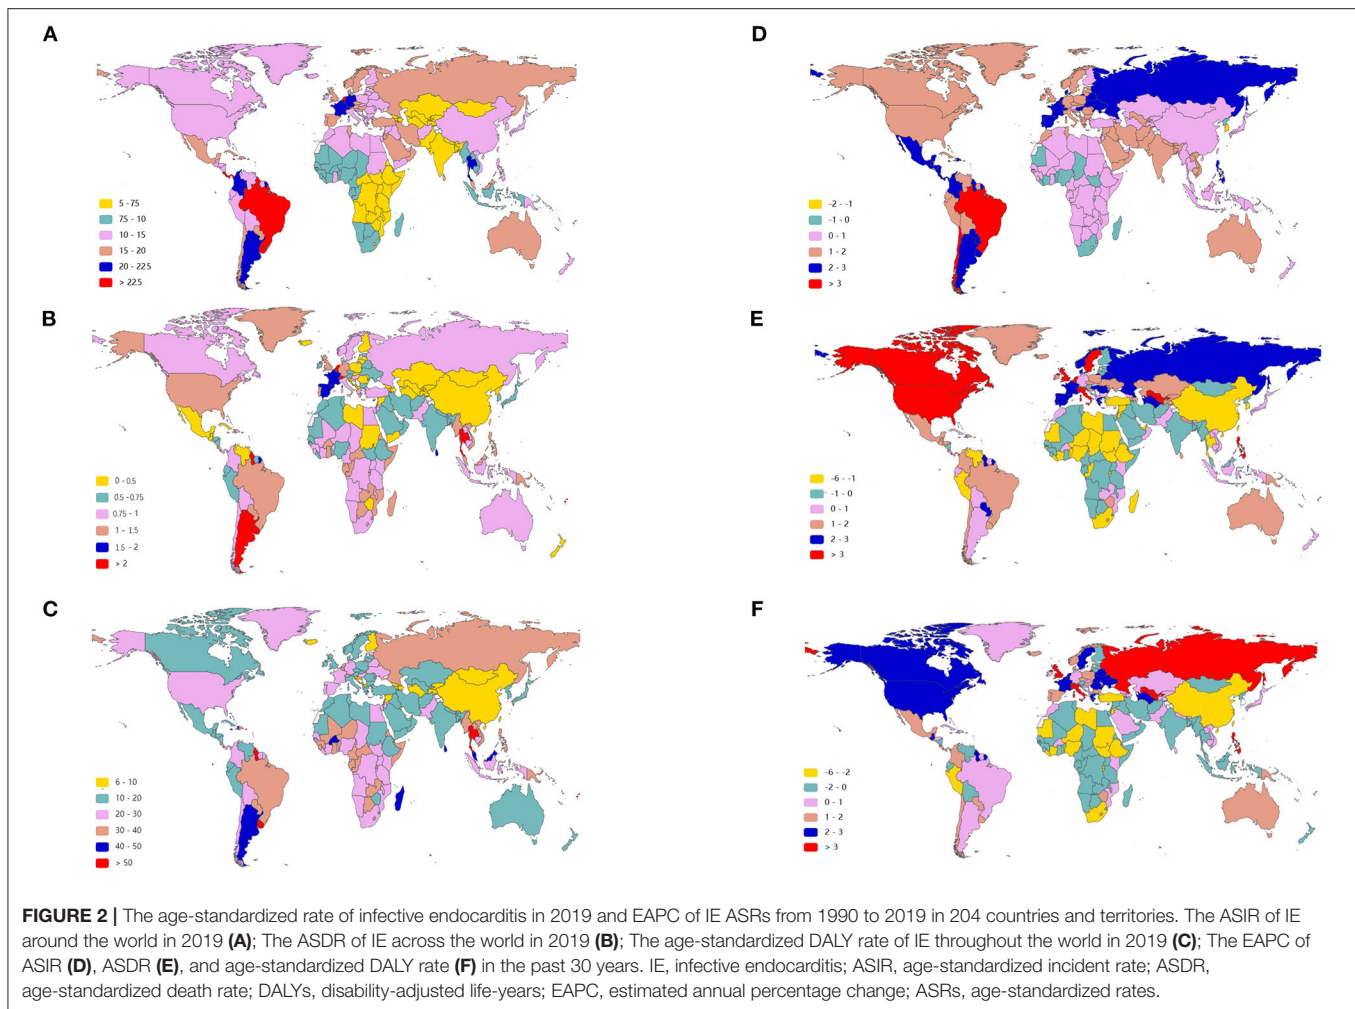 A
5 - 75
75 - 10
10 - 15
15 - 20
20 - 22.5
> 22.5
D
-2 - -1
-1 - 0
0 - 1
1 - 2
2 - 3
> 3
B
0 - 0.5
0.5 - 0.75
0.75 - 1
1 - 1.5
1.5 - 2
> 2
E
-6 - -1
-1 - 0
0 - 1
1 - 2
2 - 3
> 3
C
6 - 10
10 - 20
20 - 30
30 - 40
40 - 50
> 50
F
-6 - -2
-2 - 0
0 - 1
1 - 2
2 - 3
> 3
FIGURE 2 | The age-standardized rate of infective endocarditis in 2019 and EAPC of IE ASRs from 1990 to 2019 in 204 countries and territories. The ASIR of IE
around the world in 2019 (A); The ASDR of IE across the world in 2019 (B); The age-standardized DALY rate of IE throughout the world in 2019 (C); The EAPC of
ASIR (D), ASDR (E), and age-standardized DALY rate (F) in the past 30 years. IE, infective endocarditis; ASIR, age-standardized incident rate; ASDR,
age-standardized death rate; DALYs, disability-adjusted life-years; EAPC, estimated annual percentage change; ASRs, age-standardized rates.